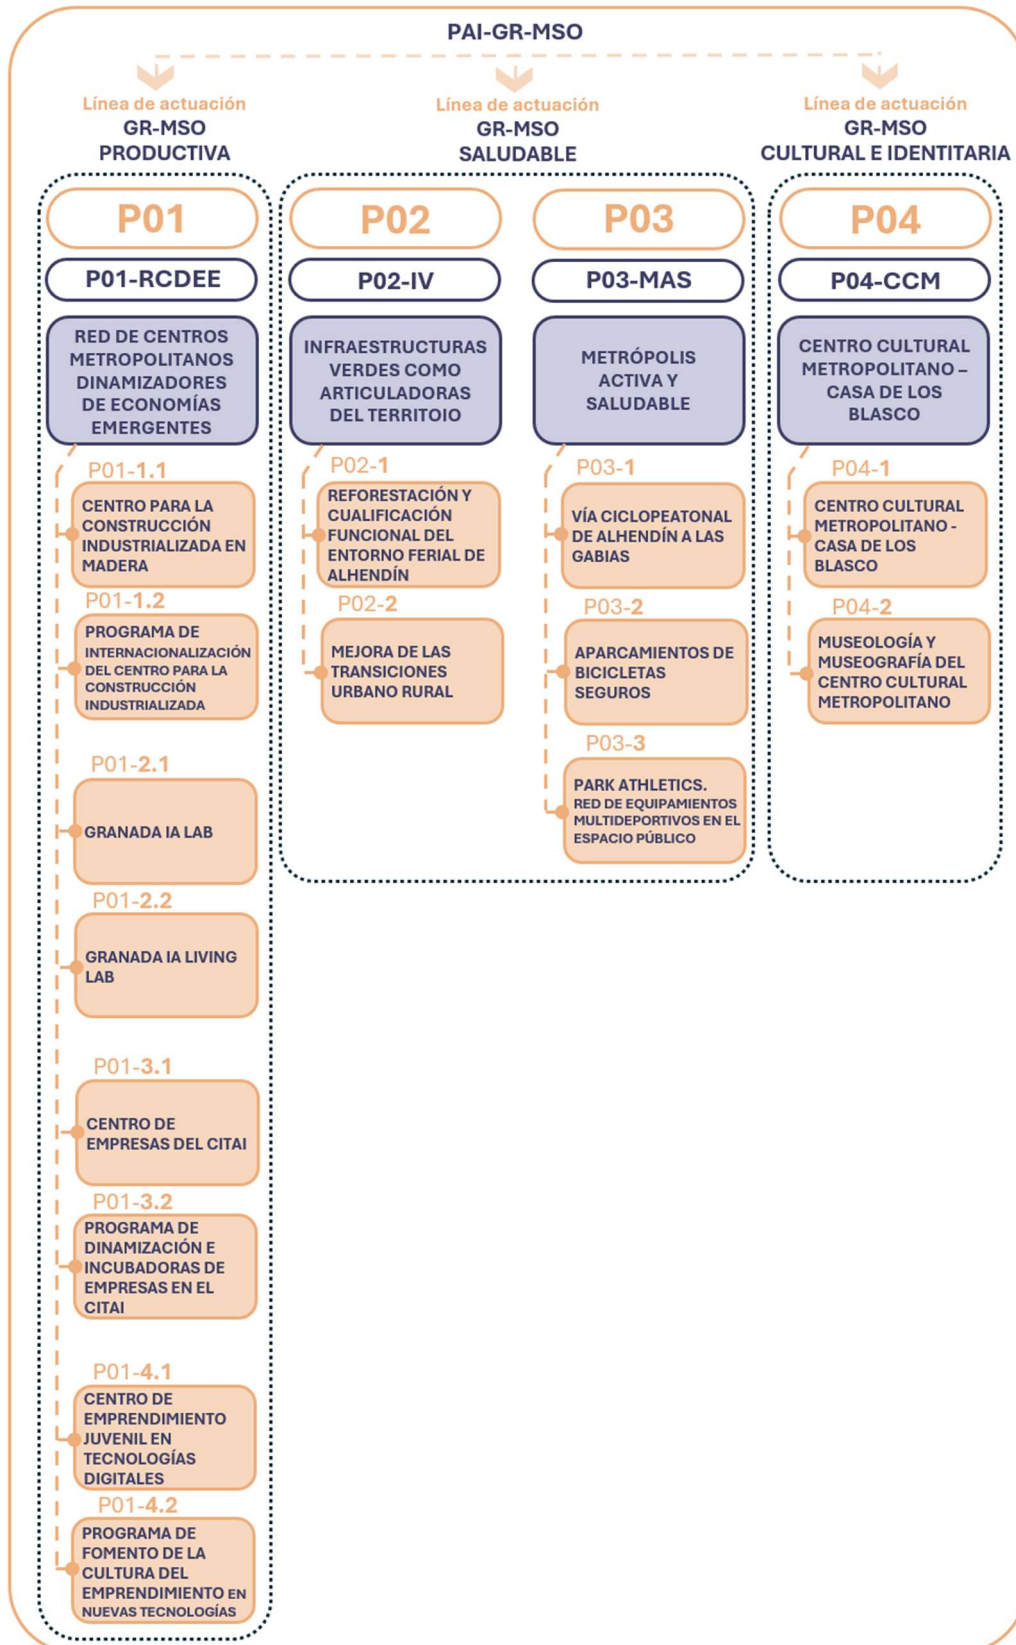 PAI-GR-MSO
Línea de actuación
GR-MSO
PRODUCTIVA
Línea de actuación
GR-MSO
SALUDABLE
Línea de actuación
GR-MSO
CULTURAL E IDENTITARIA
P01
P01-RCDEE
RED DE CENTROS
METROPOLITANOS
DINAMIZADORES
DE ECONOMÍAS
EMERGENTES
P01-1.1
CENTRO PARA LA
CONSTRUCCIÓN
INDUSTRIALIZADA EN
MADERA
P01-1.2
PROGRAMA DE
INTERNACIONALIZACIÓN
DEL CENTRO PARA LA
CONSTRUCCIÓN
INDUSTRIALIZADA
P01-2.1
GRANADA IA LAB
P01-2.2
GRANADA IA LIVING
LAB
P01-3.1
CENTRO DE
EMPRESAS DEL CITAI
P01-3.2
PROGRAMA DE
DINAMIZACIÓN E
INCUBADORAS DE
EMPRESAS EN EL
CITAI
P01-4.1
CENTRO DE
EMPRENDIMIENTO
JUVENIL EN
TECNOLOGÍAS
DIGITALES
P01-4.2
PROGRAMA DE
FOMENTO DE LA
CULTURA DEL
EMPRENDIMIENTO EN
NUEVAS TECNOLOGÍAS
P02
P02-IV
INFRAESTRUCTURAS
VERDES COMO
ARTICULADORAS
DEL TERRITOIO
P02-1
REFORESTACIÓN Y
CUALIFICACIÓN
FUNCIONAL DEL
ENTORNO FERIAL DE
ALHENDÍN
P02-2
MEJORA DE LAS
TRANSICIONES
URBANO RURAL
P03
P03-MAS
METRÓPOLIS
ACTIVA Y
SALUDABLE
P03-1
VÍA CICLOPEATONAL
DE ALHENDÍN A LAS
GABIAS
P03-2
APARCAMIENTOS DE
BICICLETAS
SEGUROS
P03-3
PARK ATHLETICS.
RED DE EQUIPAMIENTOS
MULTIDEPORTIVOS EN EL
ESPACIO PÚBLICO
P04
P04-CCM
CENTRO CULTURAL
METROPOLITANO –
CASA DE LOS
BLASCO
P04-1
CENTRO CULTURAL
METROPOLITANO -
CASA DE LOS
BLASCO
P04-2
MUSEOLOGÍA Y
MUSEOGRAFÍA DEL
CENTRO CULTURAL
METROPOLITANO